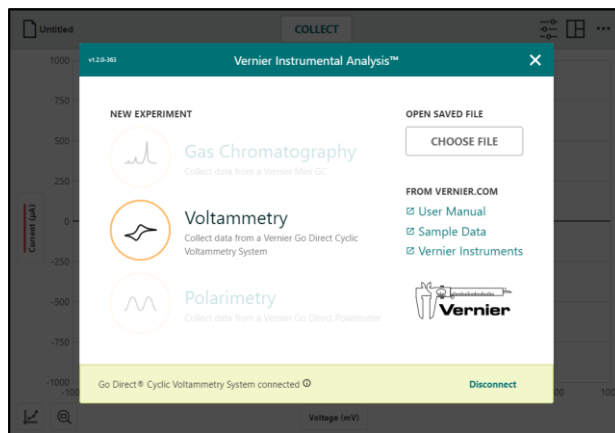 Untitled
COLLECT
v1.2.0-363
Vernier Instrumental Analysis™
NEW EXPERIMENT
Gas Chromatography
Collect data from a Vernier Mini GC
Voltammetry
Collect data from a Vernier Go Direct Cyclic
Voltammetry System
Polarimetry
Collect data from a Vernier Go Direct Polarimeter
OPEN SAVED FILE
CHOOSE FILE
FROM VERNIER.COM
User Manual
Sample Data
Vernier Instruments
Vernier
Go Direct® Cyclic Voltammetry System connected
Disconnect
Current (µA)
1000
750
500
250
0
-250
-500
-750
-1000
Voltage (mV)